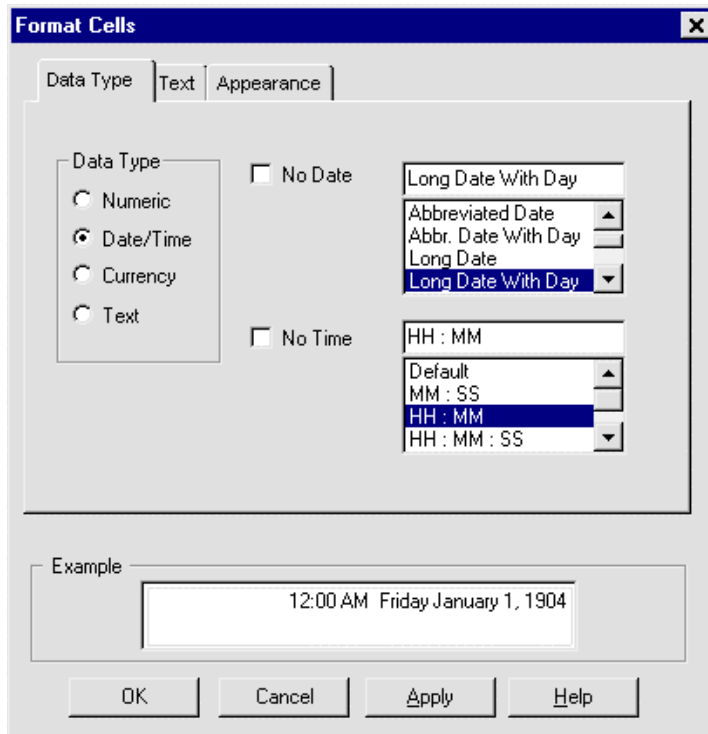 Format Cells
Data Type Text Appearance
Data Type
Numeric
Date/Time
Currency
Text
No Date
Long Date With Day
Abbreviated Date
Abbr. Date With Day
Long Date
Long Date With Day
No Time
HH : MM
Default
MM : SS
HH : MM
HH : MM : SS
Example
12:00 AM Friday January 1, 1904
OK Cancel Apply Help